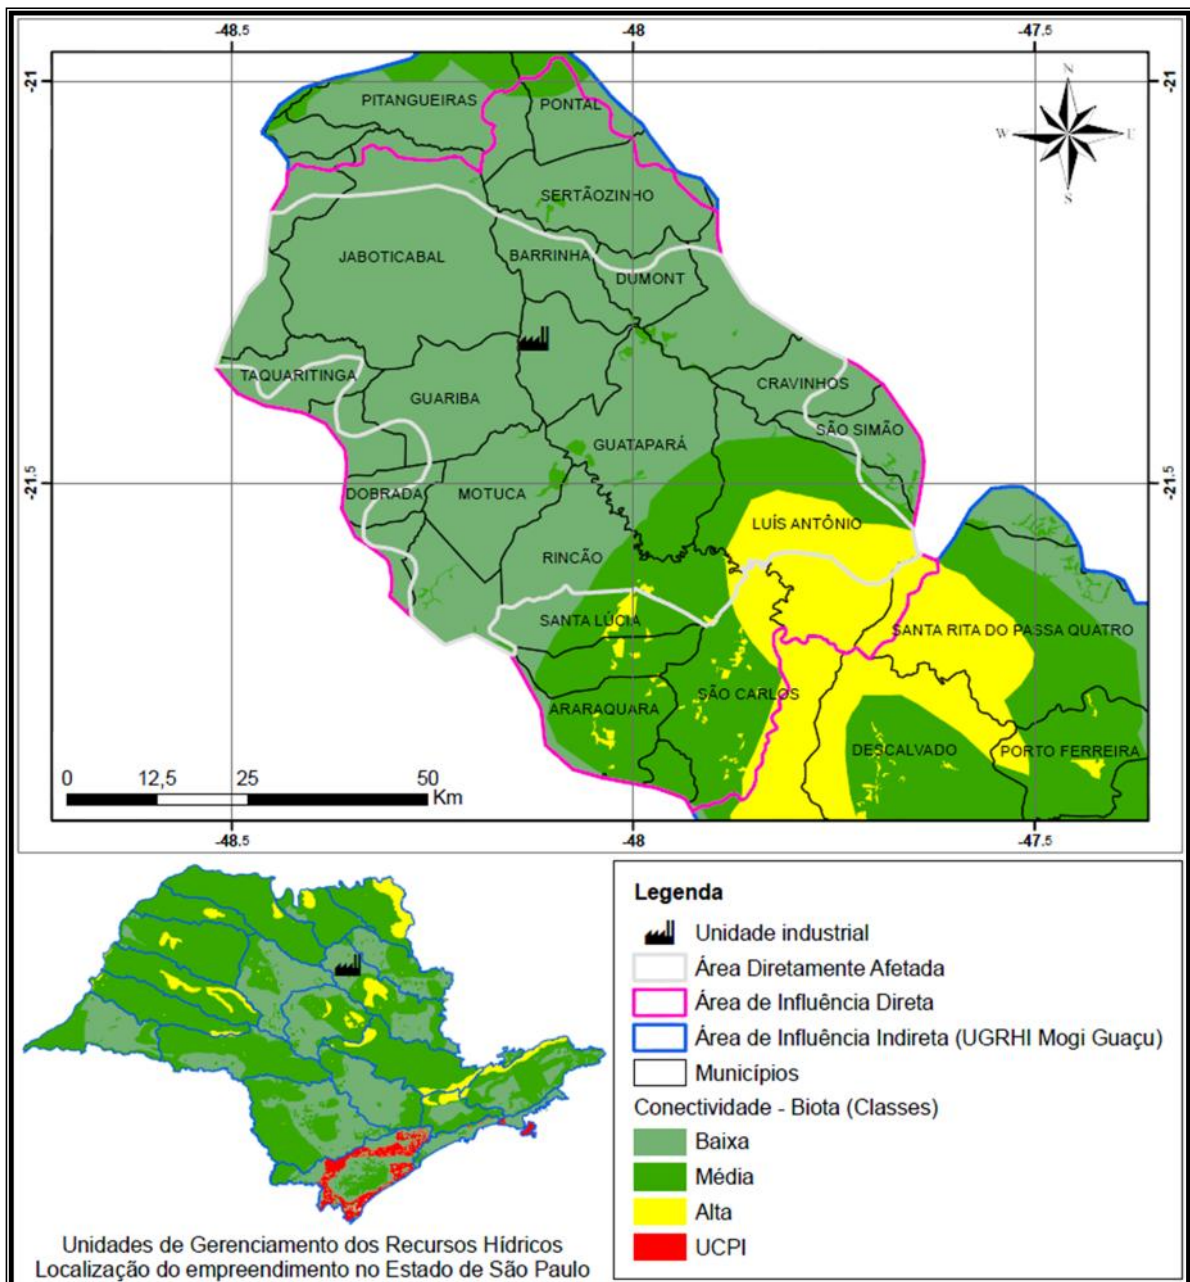 -48.5
-48
-47.5
-21
-21
N
W
E
S
PITANGUEIRAS
PONTAL
SERTÃOZINHO
JABOTICABAL
BARRINHA
DUMONT
TAQUARITINGA
GUARIBA
CRAVINHOS
SÃO SIMÃO
GUATAPARÁ
-21.5
-21.5
DOBRADA
MOTUCA
LUÍS ANTÔNIO
RINCÃO
SANTA LÚCIA
SANTA RITA DO PASSA QUATRO
SÃO CARLOS
ARARAQUARA
DESCALVADO
PORTO FERREIRA
0 12,5 25 50
Km
-48.5
-48
-47.5
Legenda
Unidade industrial
Área Diretamente Afetada
Área de Influência Direta
Área de Influência Indireta (UGRHI Mogi Guaçu)
Municípios
Conectividade - Biota (Classes)
Baixa
Média
Alta
UCPI
Unidades de Gerenciamento dos Recursos Hídricos
Localização do empreendimento no Estado de São Paulo